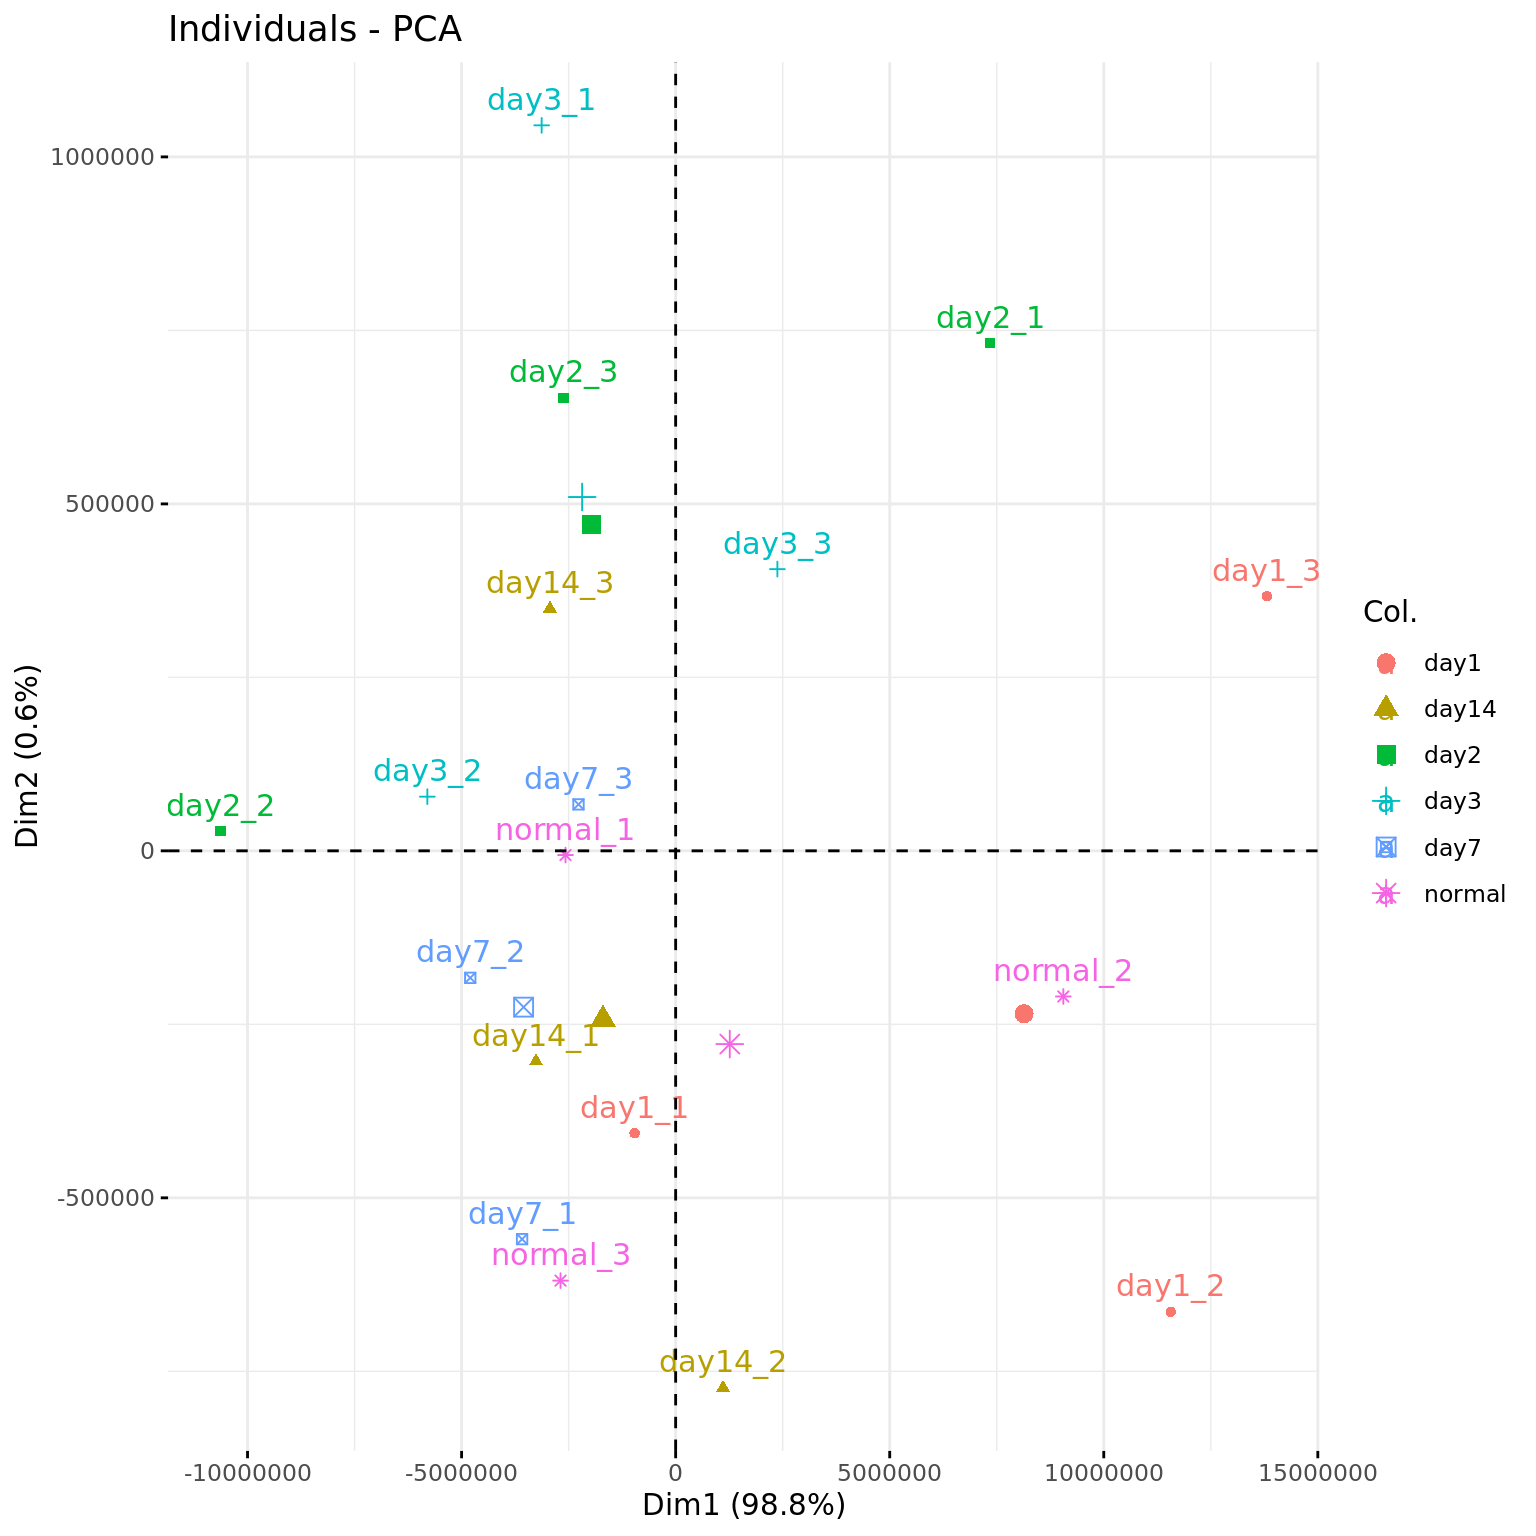 Individuals - PCA
day3_1
1000000
day2_1
day2_3
500000
day3_3
day1_3
day14_3
Col.
day1
day14
day2
day3
day7
normal
Dim2 (0.6%)
day3_2
day7_3
day2_2
normal_1
0
day7_2
normal_2
day14_1
day1_1
-500000
day7_1
normal_3
day1_2
day14_2
-10000000
-5000000
0
5000000
10000000
15000000
Dim1 (98.8%)